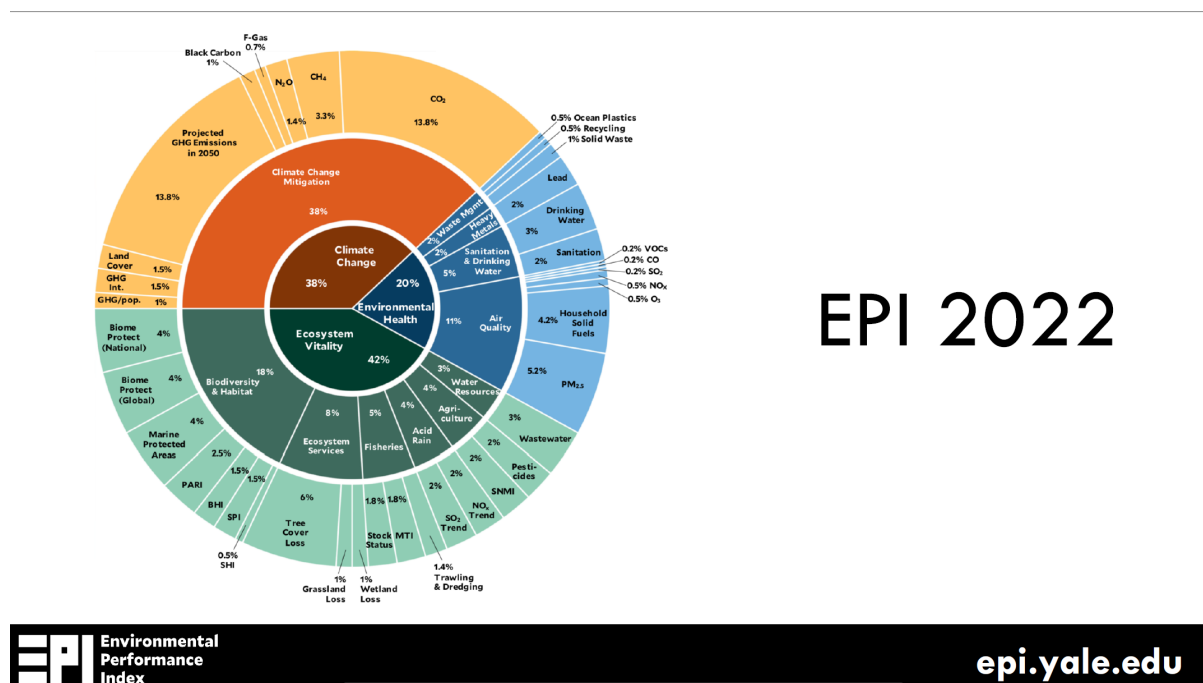 F-Gas
0.7%
Black Carbon
1%
N₂O
1.4%
CH₄
3.3%
CO₂
13.8%
Projected
GHG Emissions
in 2050
13.8%
Land
Cover
1.5%
GHG
Int.
1.5%
GHG/pop.
1%
0.5% Ocean Plastics
0.5% Recycling
1% Solid Waste
Lead
2%
Drinking
Water
3%
Sanitation
2%
0.2% VOCs
0.2% CO
0.2% SO₂
0.5% NOₓ
0.5% O₃
4.2% Household
Solid
Fuels
5.2%
PM₂.₅
Climate Change
Mitigation
38%
Waste Mgmt
2%
Heavy
Metals
2%
Sanitation
& Drinking
Water
5%
Air
Quality
11%
Climate
Change
38%
20%
Environmental
Health
Ecosystem
Vitality
42%
18%
Biodiversity
& Habitat
8%
Ecosystem
Services
5%
Fisheries
4%
Acid
Rain
4%
Agri-
culture
3%
Water
Resources
Biome
Protect
(National)
4%
Biome
Protect
(Global)
4%
Marine
Protected
Areas
4%
PARI
2.5%
BHI
1.5%
SPI
1.5%
0.5%
SHI
6%
Tree
Cover
Loss
1%
Grassland
Loss
1%
Wetland
Loss
1.8%
Stock
Status
1.8%
MTI
1.4%
Trawling
& Dredging
2%
SO₂
Trend
2%
NOₓ
Trend
2%
SNMI
2%
Pesti-
cides
3%
Wastewater
EPI 2022
EPI
Environmental
Performance
Index
epi.yale.edu